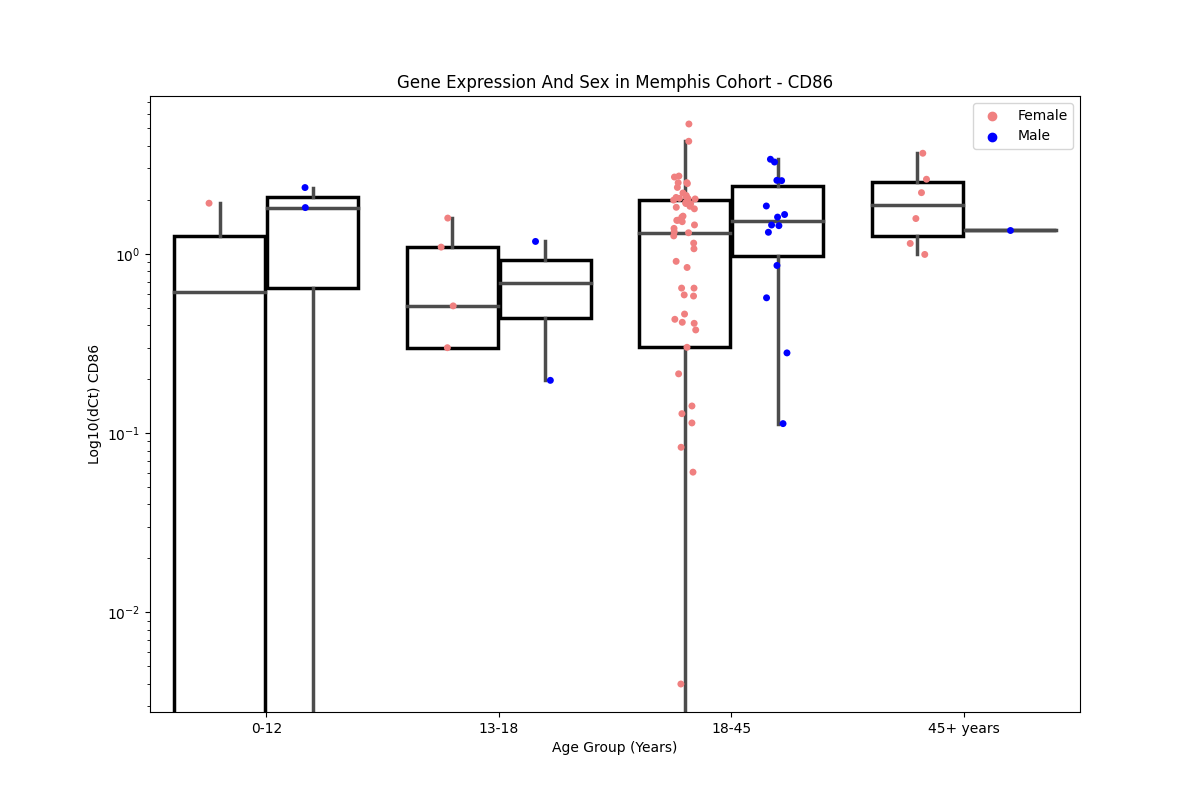 Gene Expression And Sex in Memphis Cohort - CD86
Female
Male
Log10(dCt) CD86
10⁰
10⁻¹
10⁻²
0-12
13-18
18-45
45+ years
Age Group (Years)